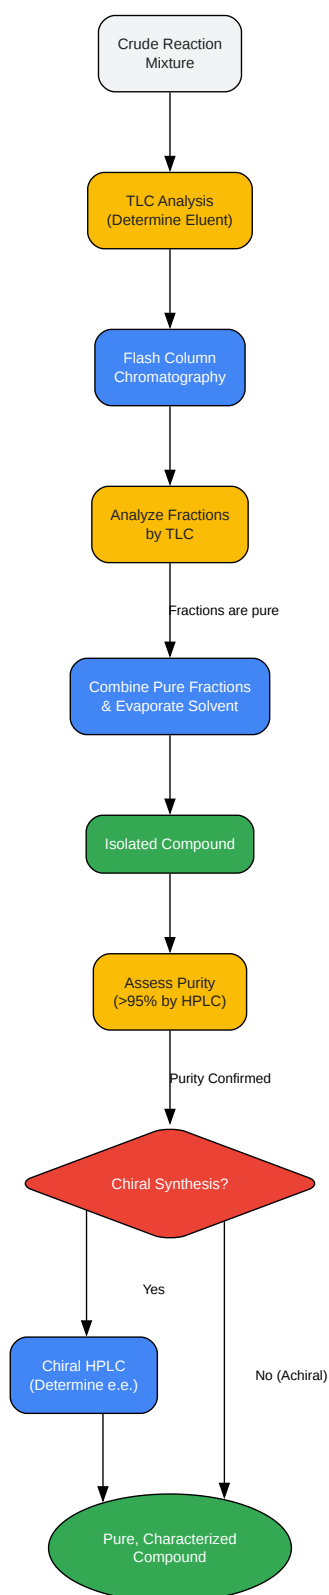 Crude Reaction
Mixture
TLC Analysis
(Determine Eluent)
Flash Column
Chromatography
Analyze Fractions
by TLC
Fractions are pure
Combine Pure Fractions
& Evaporate Solvent
Isolated Compound
Assess Purity
(>95% by HPLC)
Purity Confirmed
Chiral Synthesis?
Yes
Chiral HPLC
(Determine e.e.)
No (Achiral)
Pure, Characterized
Compound